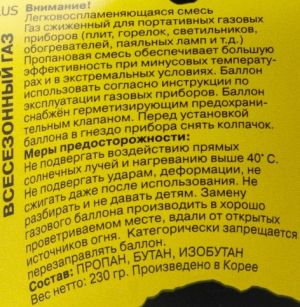 LUS
ВСЕСЕЗОННЫЙ ГАЗ
Внимание!
Легковоспламеняющаяся смесь
Газ сжиженный для портативных газовых
приборов (плит, горелок, светильников,
обогревателей, паяльных ламп и т.д.)
Пропановая смесь обеспечивает большую
эффективность при минусовых температу-
рах и в экстремальных условиях. Баллон
использовать согласно инструкции по
эксплуатации газовых приборов. Баллон
снабжён герметизирующим предохрани-
тельным клапаном. Перед установкой
баллона в гнездо прибора снять колпачок.
Меры предосторожности:
Не подвергать воздействию прямых
солнечных лучей и нагреванию выше 40° С.
Не подвергать ударам, деформации, не
сжигать даже после использования. Не
разбирать и не давать детям. Замену
газового баллона производить в хорошо
проветриваемом месте, вдали от открытых
источников огня. Категорически запрещается
перезаправлять баллон.
Состав: ПРОПАН, БУТАН, ИЗОБУТАН
Вес нетто: 230 гр. Произведено в Корее